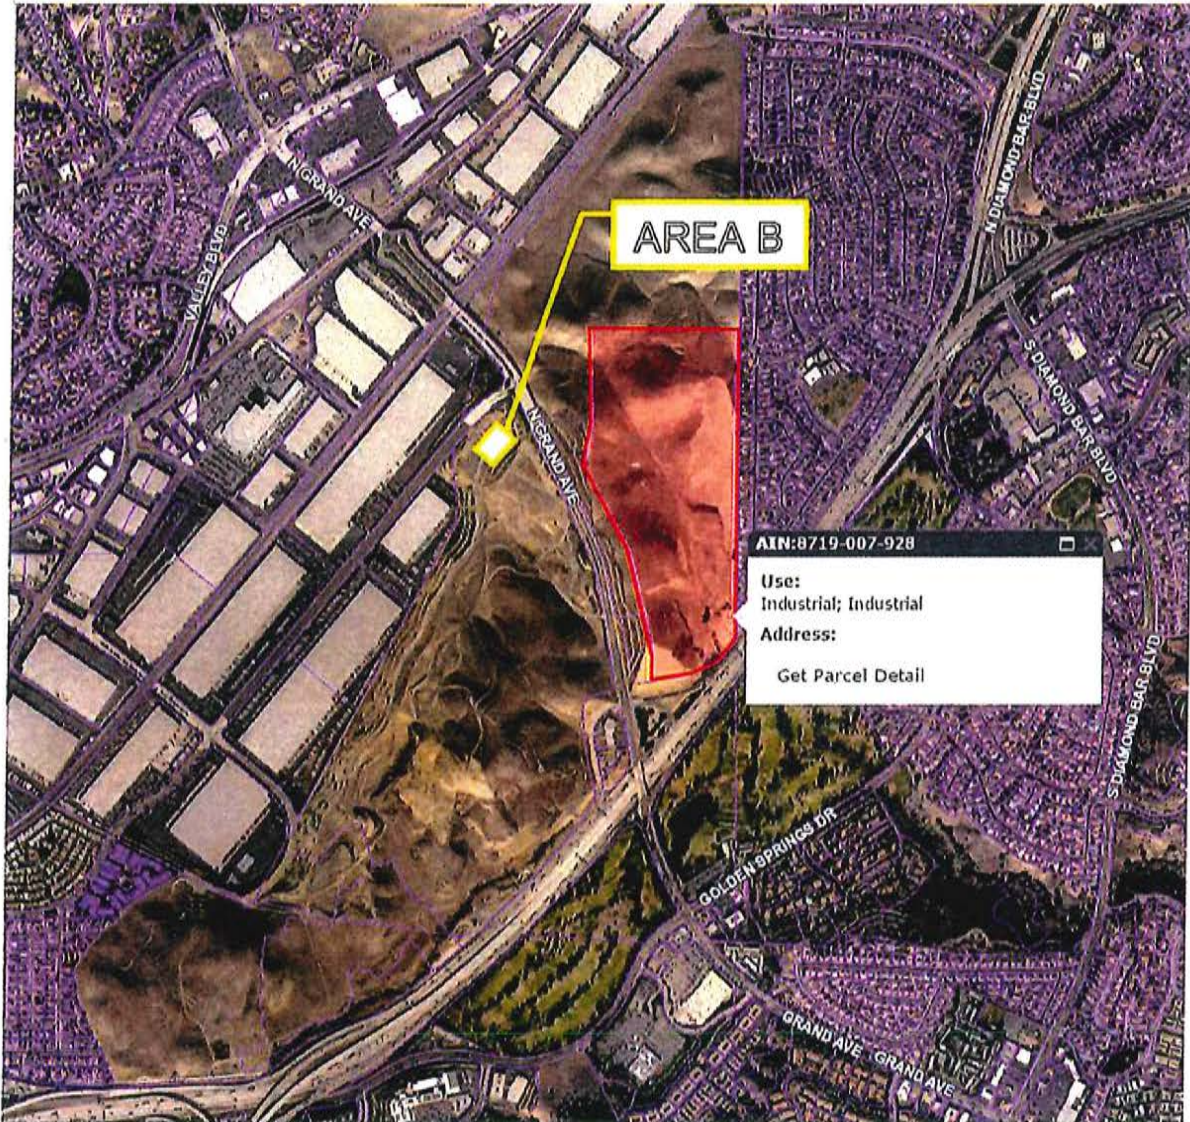 N DIAMOND BAR BLVD
N GRAND AVE
AREA B
VALLEY BLVD
S DIAMOND BAR BLVD
N GRAND AVE
AIN:8719-007-928
Use:
Industrial; Industrial
Address:
Get Parcel Detail
S DIAMOND BAR BLVD
GOLDEN SPRINGS DR
GRAND AVE - GRAND AVE